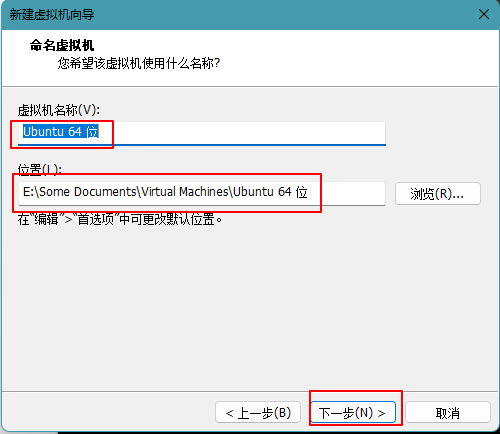 新建虚拟机向导
命名虚拟机
您希望该虚拟机使用什么名称?
虚拟机名称(V):
Ubuntu 64 位
位置(L):
E:\Some Documents\Virtual Machines\Ubuntu 64 位
浏览(R)...
在“编辑”>“首选项”中可更改默认位置。
< 上一步(B)
下一步(N) >
取消